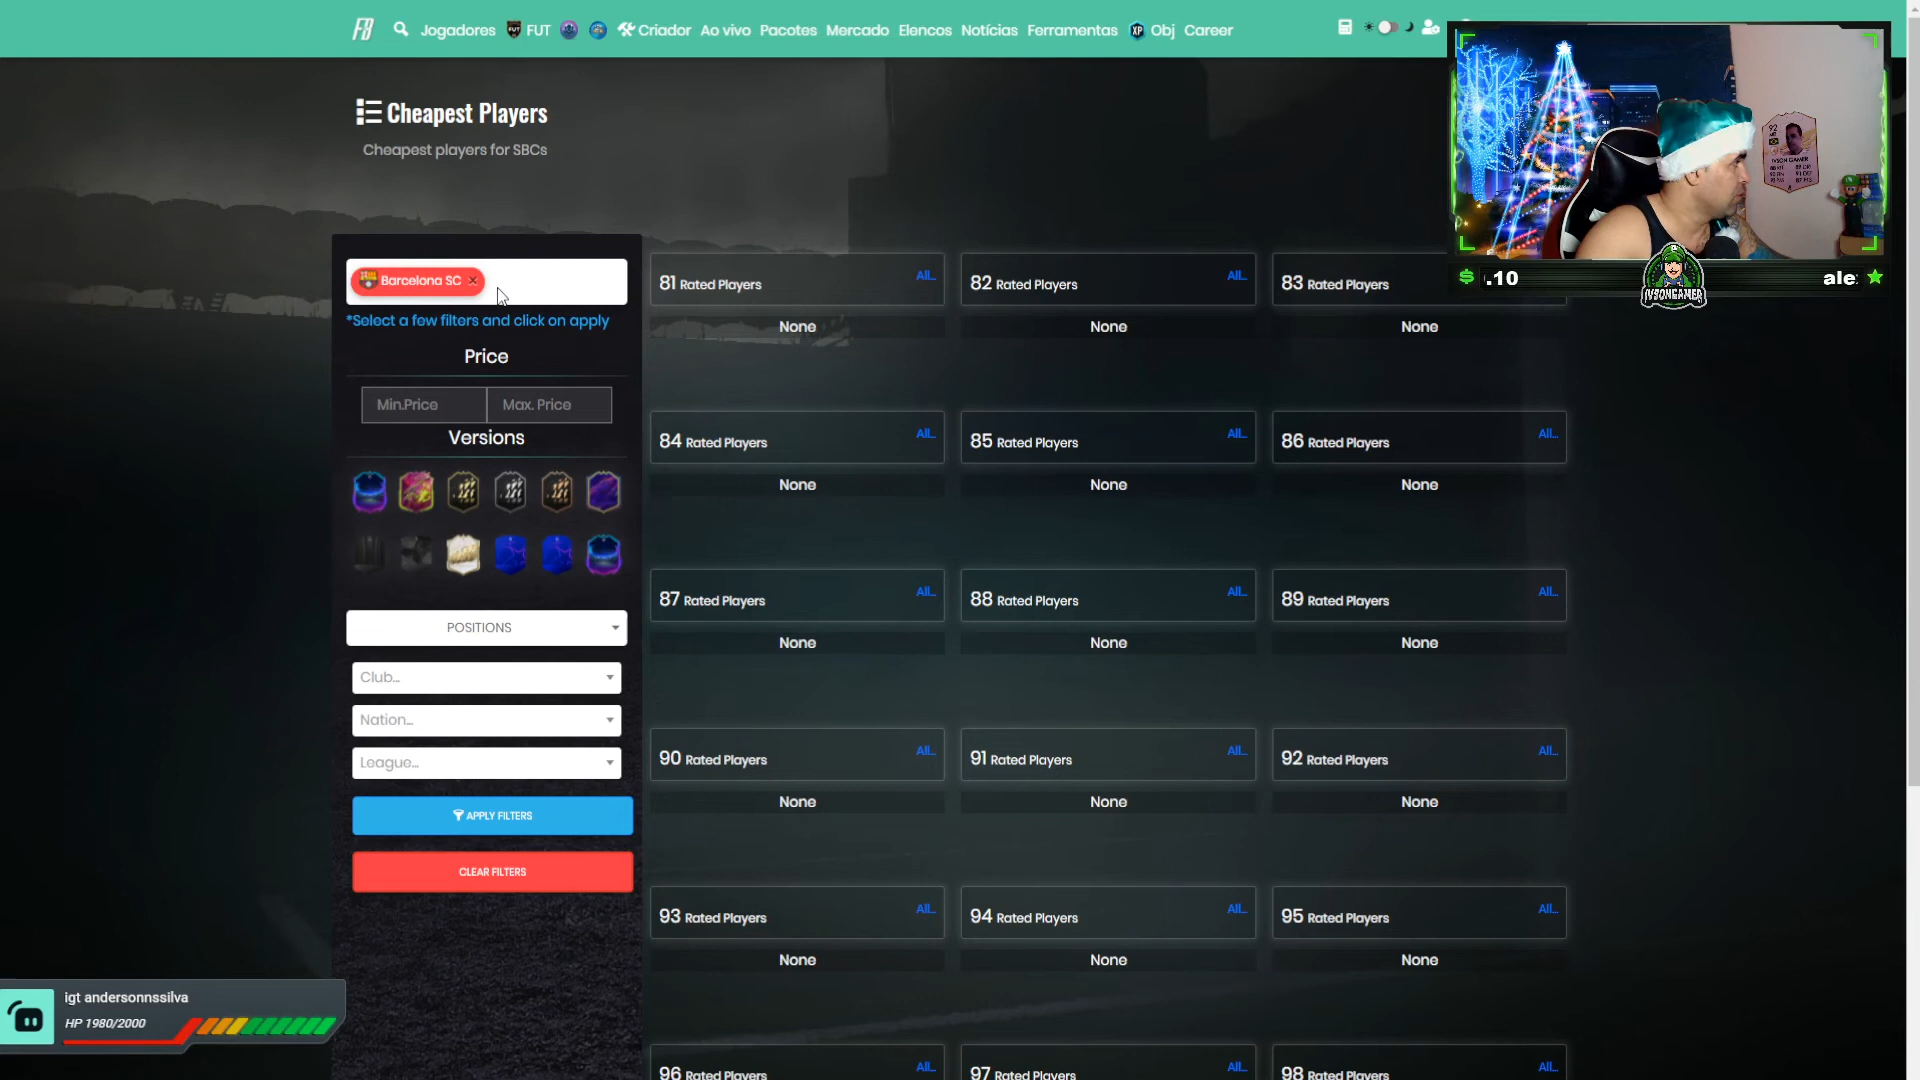 FB Jogadores FUT Criador Ao vivo Pacotes Mercado Elencos Notícias Ferramentas XP Obj Career
Cheapest Players
Cheapest players for SBCs
Barcelona SC ×
*Select a few filters and click on apply
Price
Min.Price Max. Price
Versions
POSITIONS
Club...
Nation...
League...
APPLY FILTERS
CLEAR FILTERS
81 Rated Players All...
None
82 Rated Players All...
None
83 Rated Players
None
84 Rated Players All...
None
85 Rated Players All...
None
86 Rated Players All...
None
87 Rated Players All...
None
88 Rated Players All...
None
89 Rated Players All...
None
90 Rated Players All...
None
91 Rated Players All...
None
92 Rated Players All...
None
93 Rated Players All...
None
94 Rated Players All...
None
95 Rated Players All...
None
96 Rated Players All...
97 Rated Players All...
98 Rated Players All...
92
IVSON GAMER
$ .10
IVSONGAMER
ale
igt andersonnssilva
HP 1980/2000